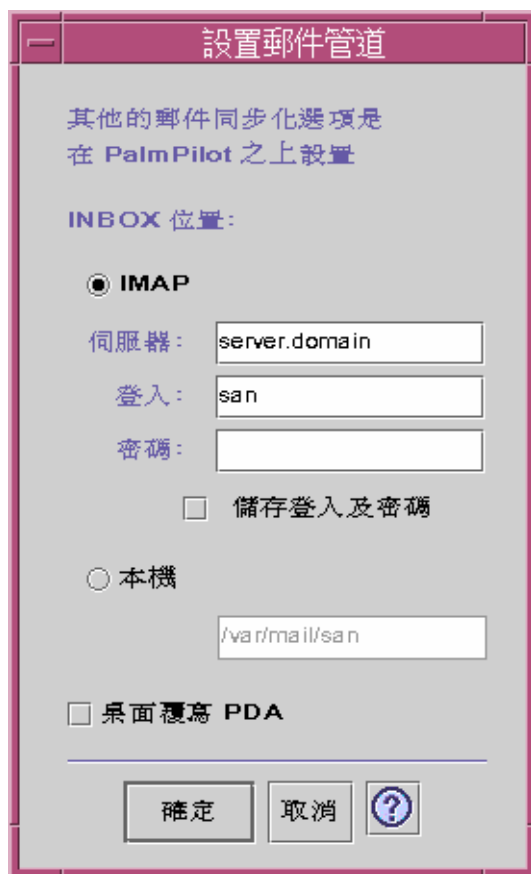 設置郵件管道
其他的郵件同步化選項是
在 PalmPilot 之上設置
INBOX 位置:
IMAP
伺服器: server.domain
登入: san
密碼:
儲存登入及密碼
本機
/var/mail/san
桌面覆寫 PDA
確定 取消 ?